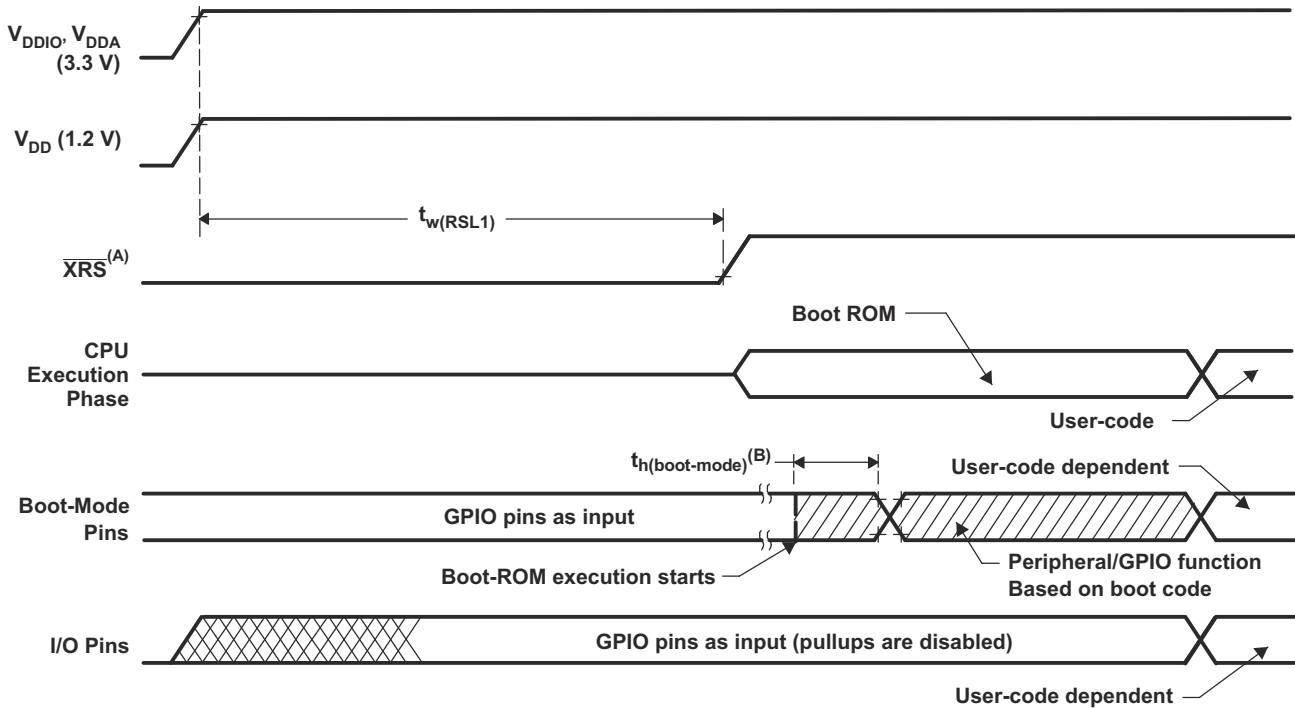 VDDIO, VDDA
(3.3 V)
VDD (1.2 V)
tw(RSL1)
XRS(A)
Boot ROM
CPU
Execution
Phase
User-code
th(boot-mode)(B)
User-code dependent
Boot-Mode
Pins
GPIO pins as input
Boot-ROM execution starts
Peripheral/GPIO function
Based on boot code
I/O Pins
GPIO pins as input (pullups are disabled)
User-code dependent